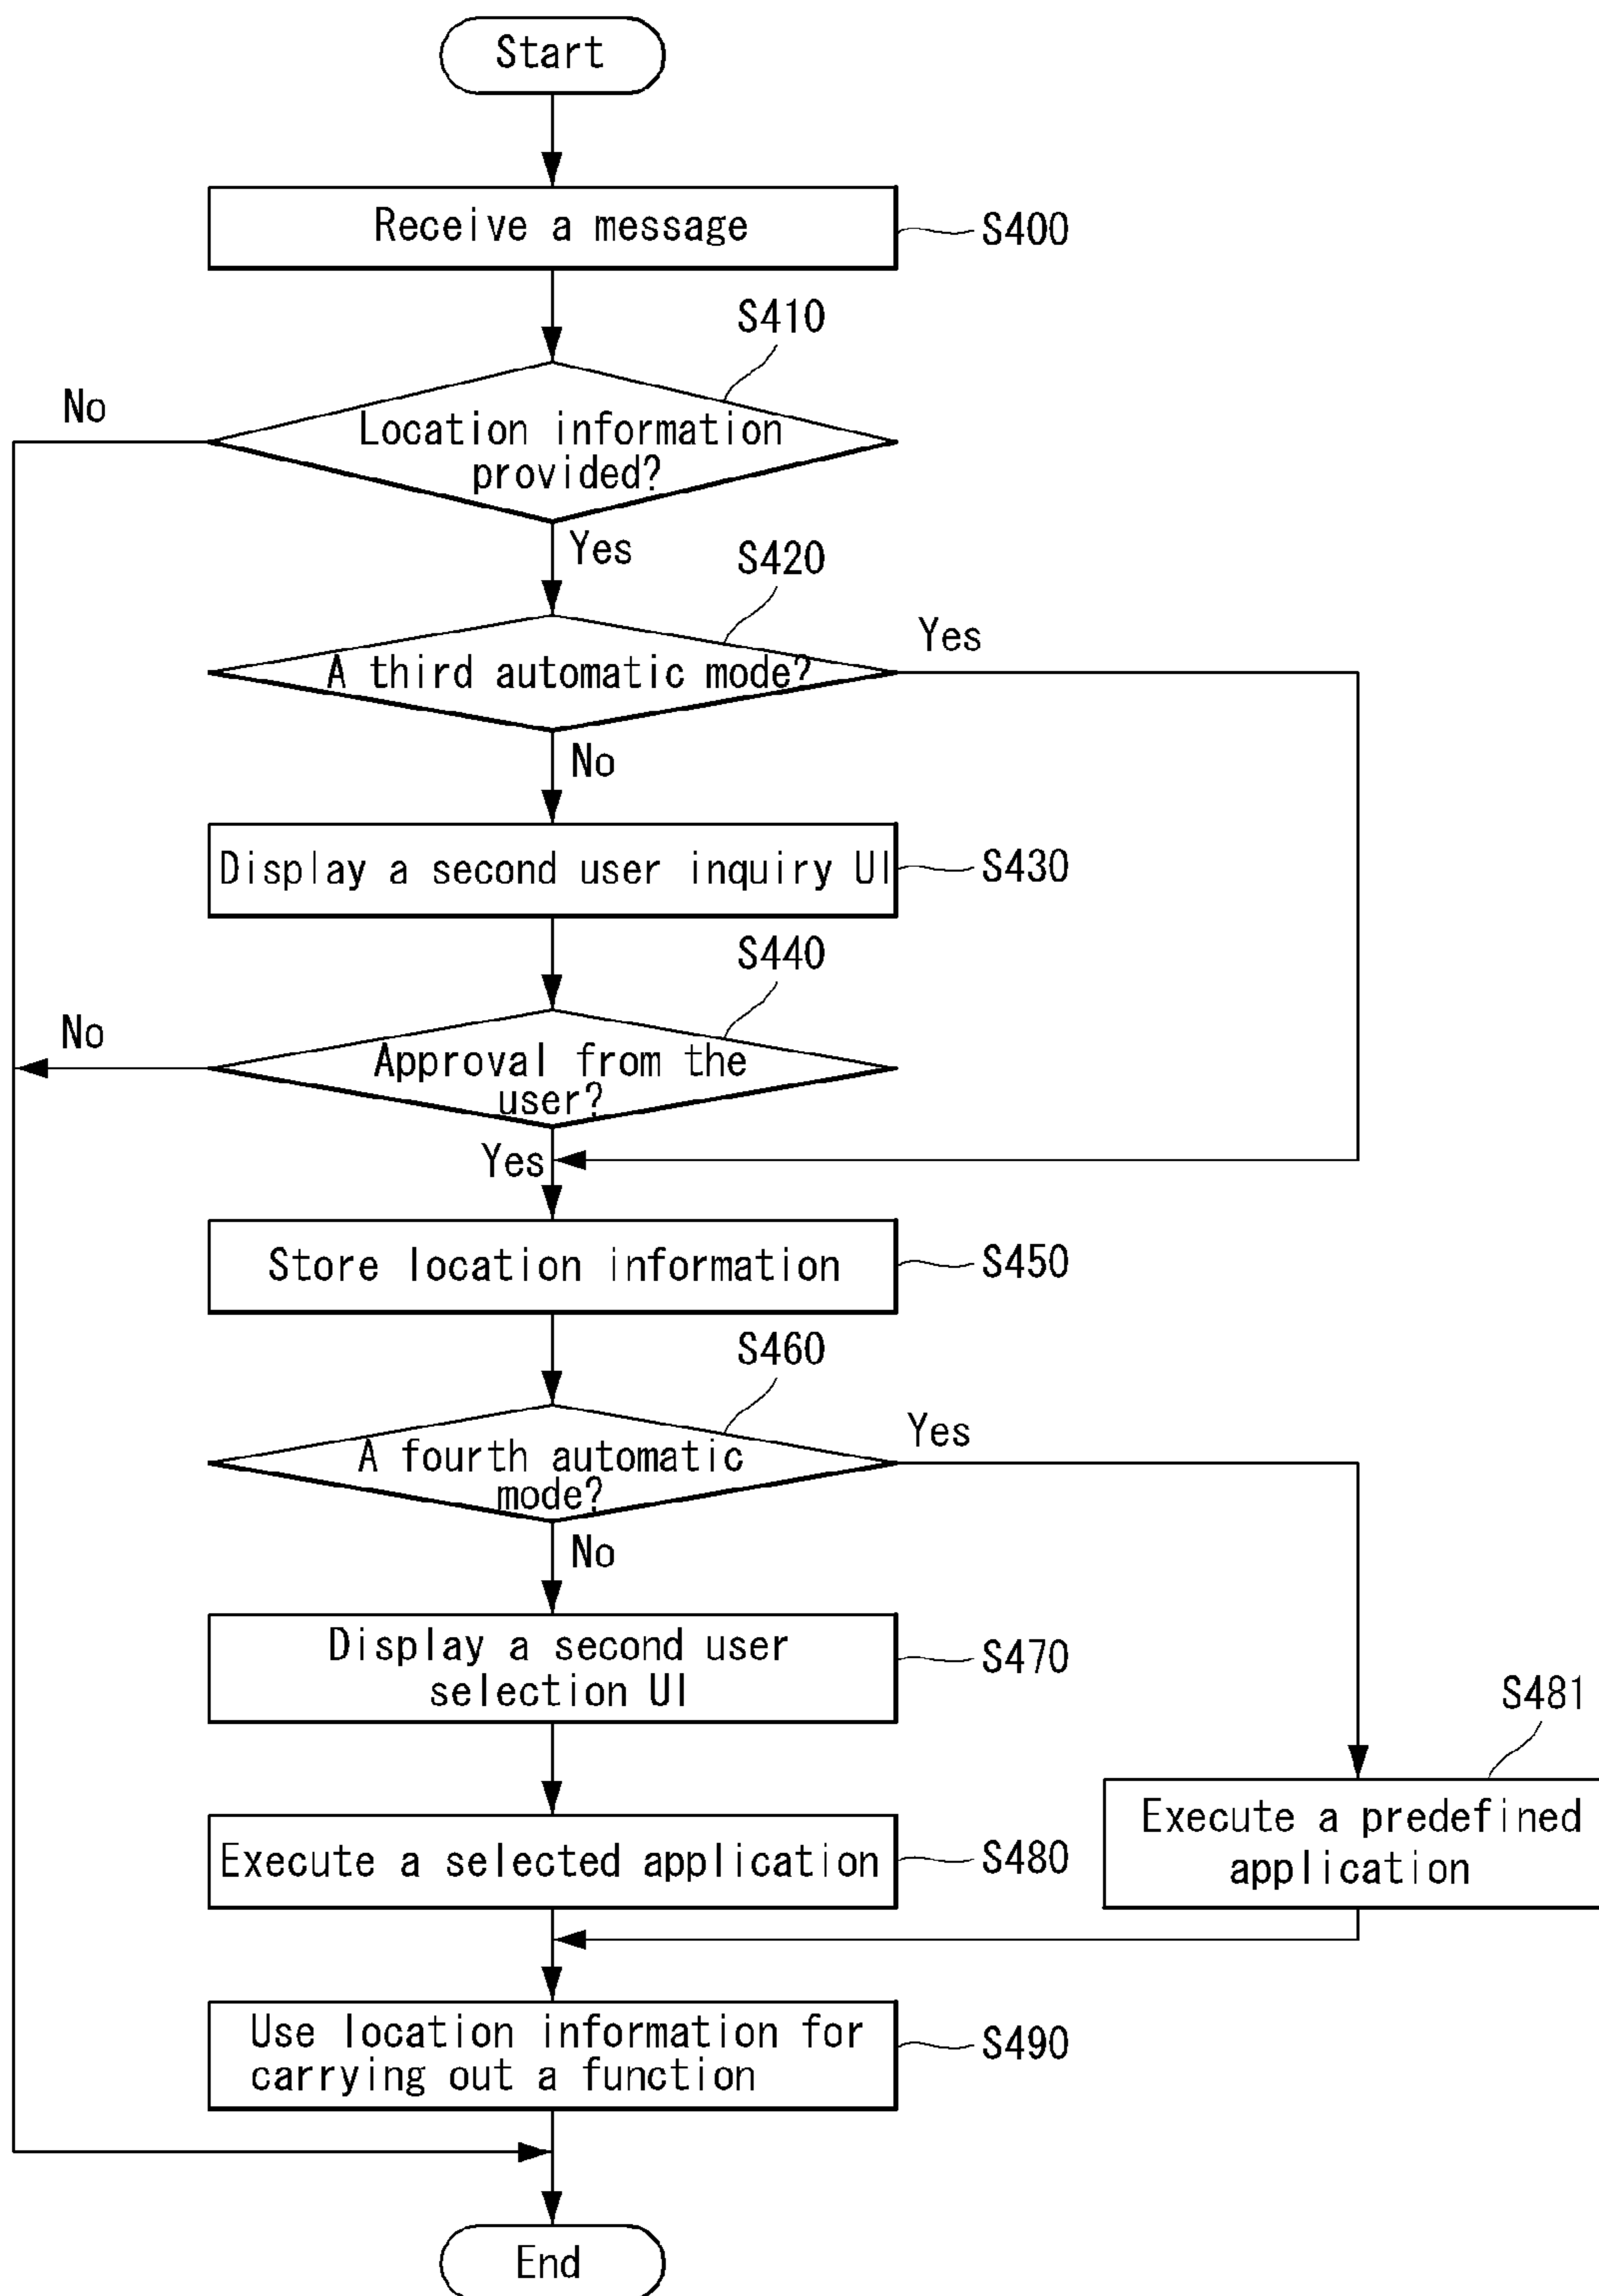 Start
Receive a message
S400
S410
No
Location information
provided?
Yes
S420
Yes
A third automatic mode?
No
Display a second user inquiry UI
S430
S440
No
Approval from the
user?
Yes
Store location information
S450
S460
Yes
A fourth automatic
mode?
No
Display a second user
selection UI
S470
S481
Execute a predefined
application
Execute a selected application
S480
Use location information for
carrying out a function
S490
End